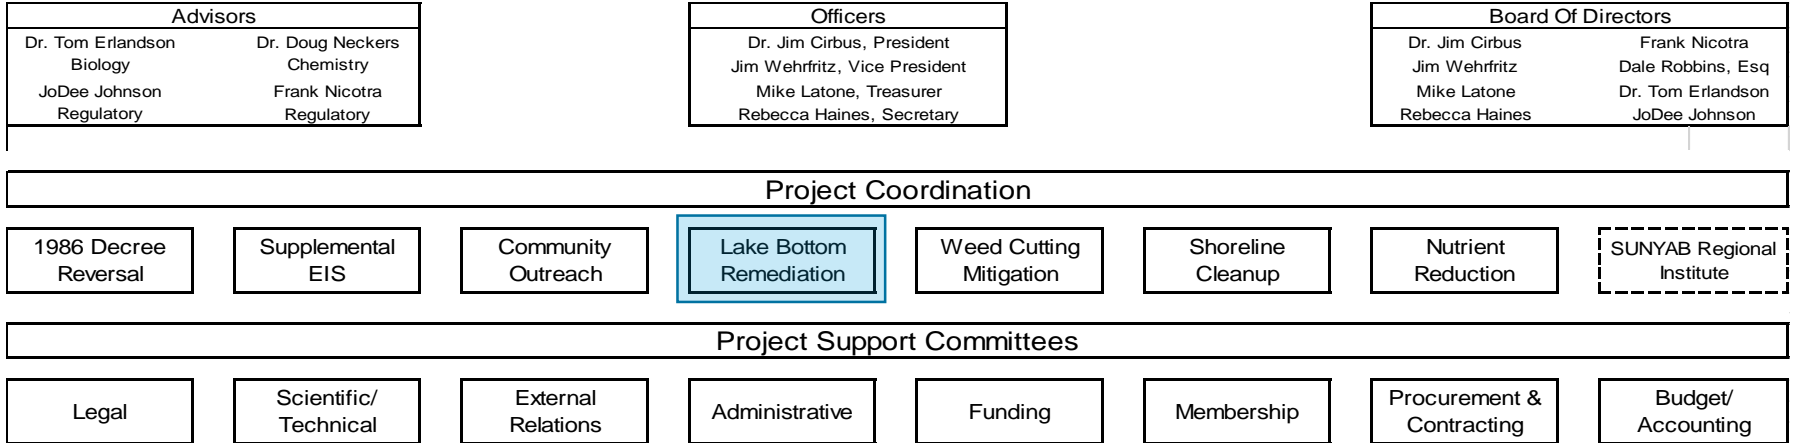 Advisors
Dr. Tom Erlandson
Biology
Dr. Doug Neckers
Chemistry
JoDee Johnson
Regulatory
Frank Nicotra
Regulatory
Officers
Dr. Jim Cirbus, President
Jim Wehrfritz, Vice President
Mike Latone, Treasurer
Rebecca Haines, Secretary
Board Of Directors
Dr. Jim Cirbus
Jim Wehrfritz
Mike Latone
Rebecca Haines
Frank Nicotra
Dale Robbins, Esq
Dr. Tom Erlandson
JoDee Johnson
Project Coordination
1986 Decree
Reversal
Supplemental
EIS
Community
Outreach
Lake Bottom
Remediation
Weed Cutting
Mitigation
Shoreline
Cleanup
Nutrient
Reduction
SUNYAB Regional
Institute
Project Support Committees
Legal
Scientific/
Technical
External
Relations
Administrative
Funding
Membership
Procurement &
Contracting
Budget/
Accounting